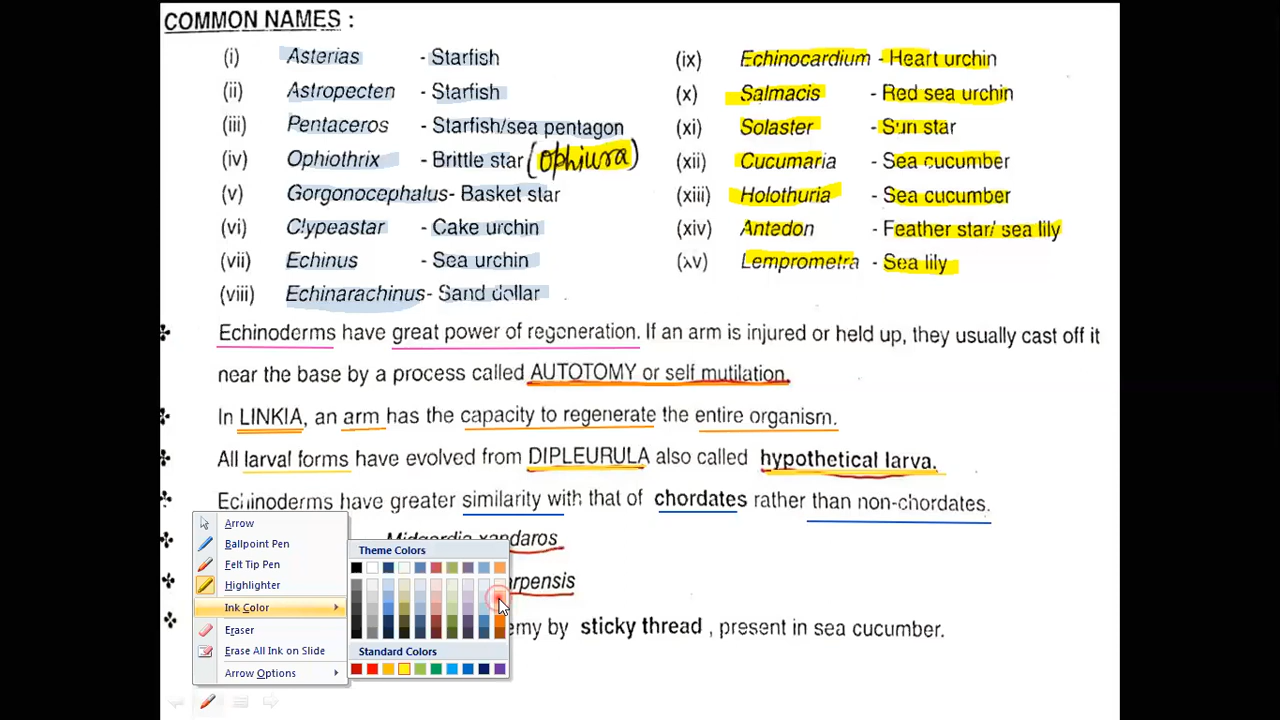 COMMON NAMES :
(i) Asterias - Starfish
(ii) Astropecten - Starfish
(iii) Pentaceros - Starfish/sea pentagon
(iv) Ophiothrix - Brittle star (ophiura)
(v) Gorgonocephalus- Basket star
(vi) Clypeastar - Cake urchin
(vii) Echinus - Sea urchin
(viii) Echinarachinus- Sand dollar
(ix) Echinocardium - Heart urchin
(x) Salmacis - Red sea urchin
(xi) Solaster - Sun star
(xii) Cucumaria - Sea cucumber
(xiii) Holothuria - Sea cucumber
(xiv) Antedon - Feather star/ sea lily
(xv) Lemprometra - Sea lily
Echinoderms have great power of regeneration. If an arm is injured or held up, they usually cast off it
near the base by a process called AUTOTOMY or self mutilation.
In LINKIA, an arm has the capacity to regenerate the entire organism.
All larval forms have evolved from DIPLEURULA also called hypothetical larva.
Echinoderms have greater similarity with that of chordates rather than non-chordates.
Midgardia xandaros
arpensis
emy by sticky thread , present in sea cucumber.
Arrow
Ballpoint Pen
Felt Tip Pen
Highlighter
Ink Color
Eraser
Erase All Ink on Slide
Arrow Options
Theme Colors
Standard Colors